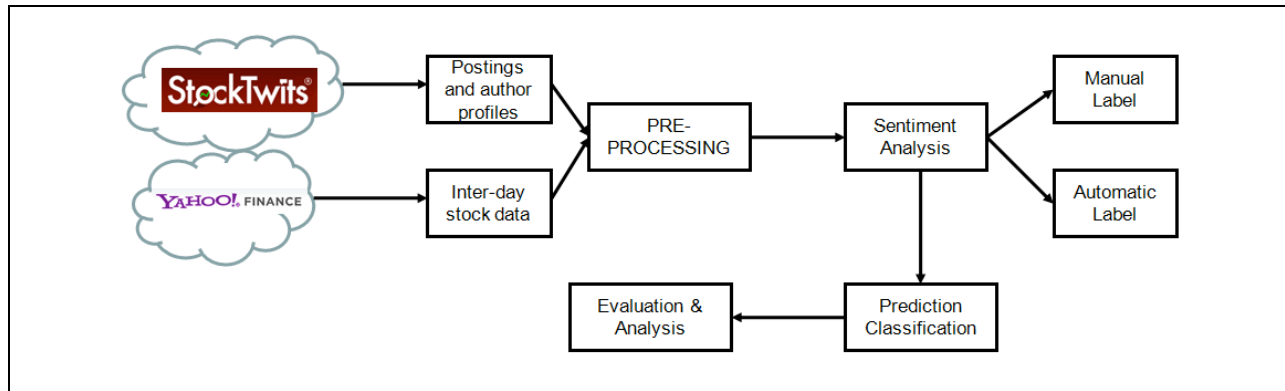 StockTwits®
Postings
and author
profiles
PRE-
PROCESSING
Sentiment
Analysis
Manual
Label
YAHOO! FINANCE
Inter-day
stock data
Automatic
Label
Evaluation &
Analysis
Prediction
Classification